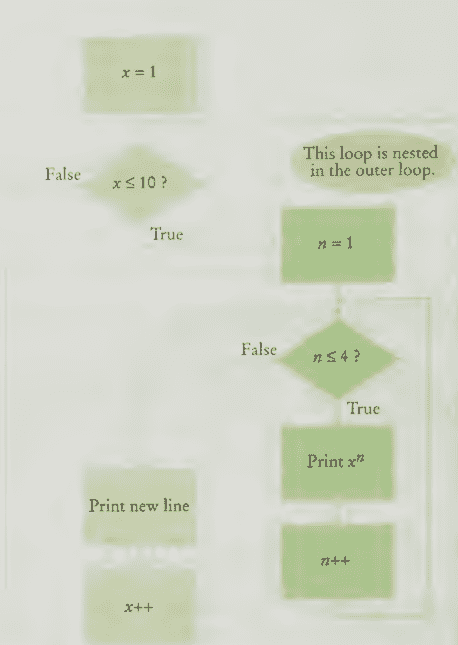 x = 1
False
x ≤ 10 ?
True
This loop is nested
in the outer loop.
n = 1
False
n ≤ 4 ?
True
Print xⁿ
n++
Print new line
x++